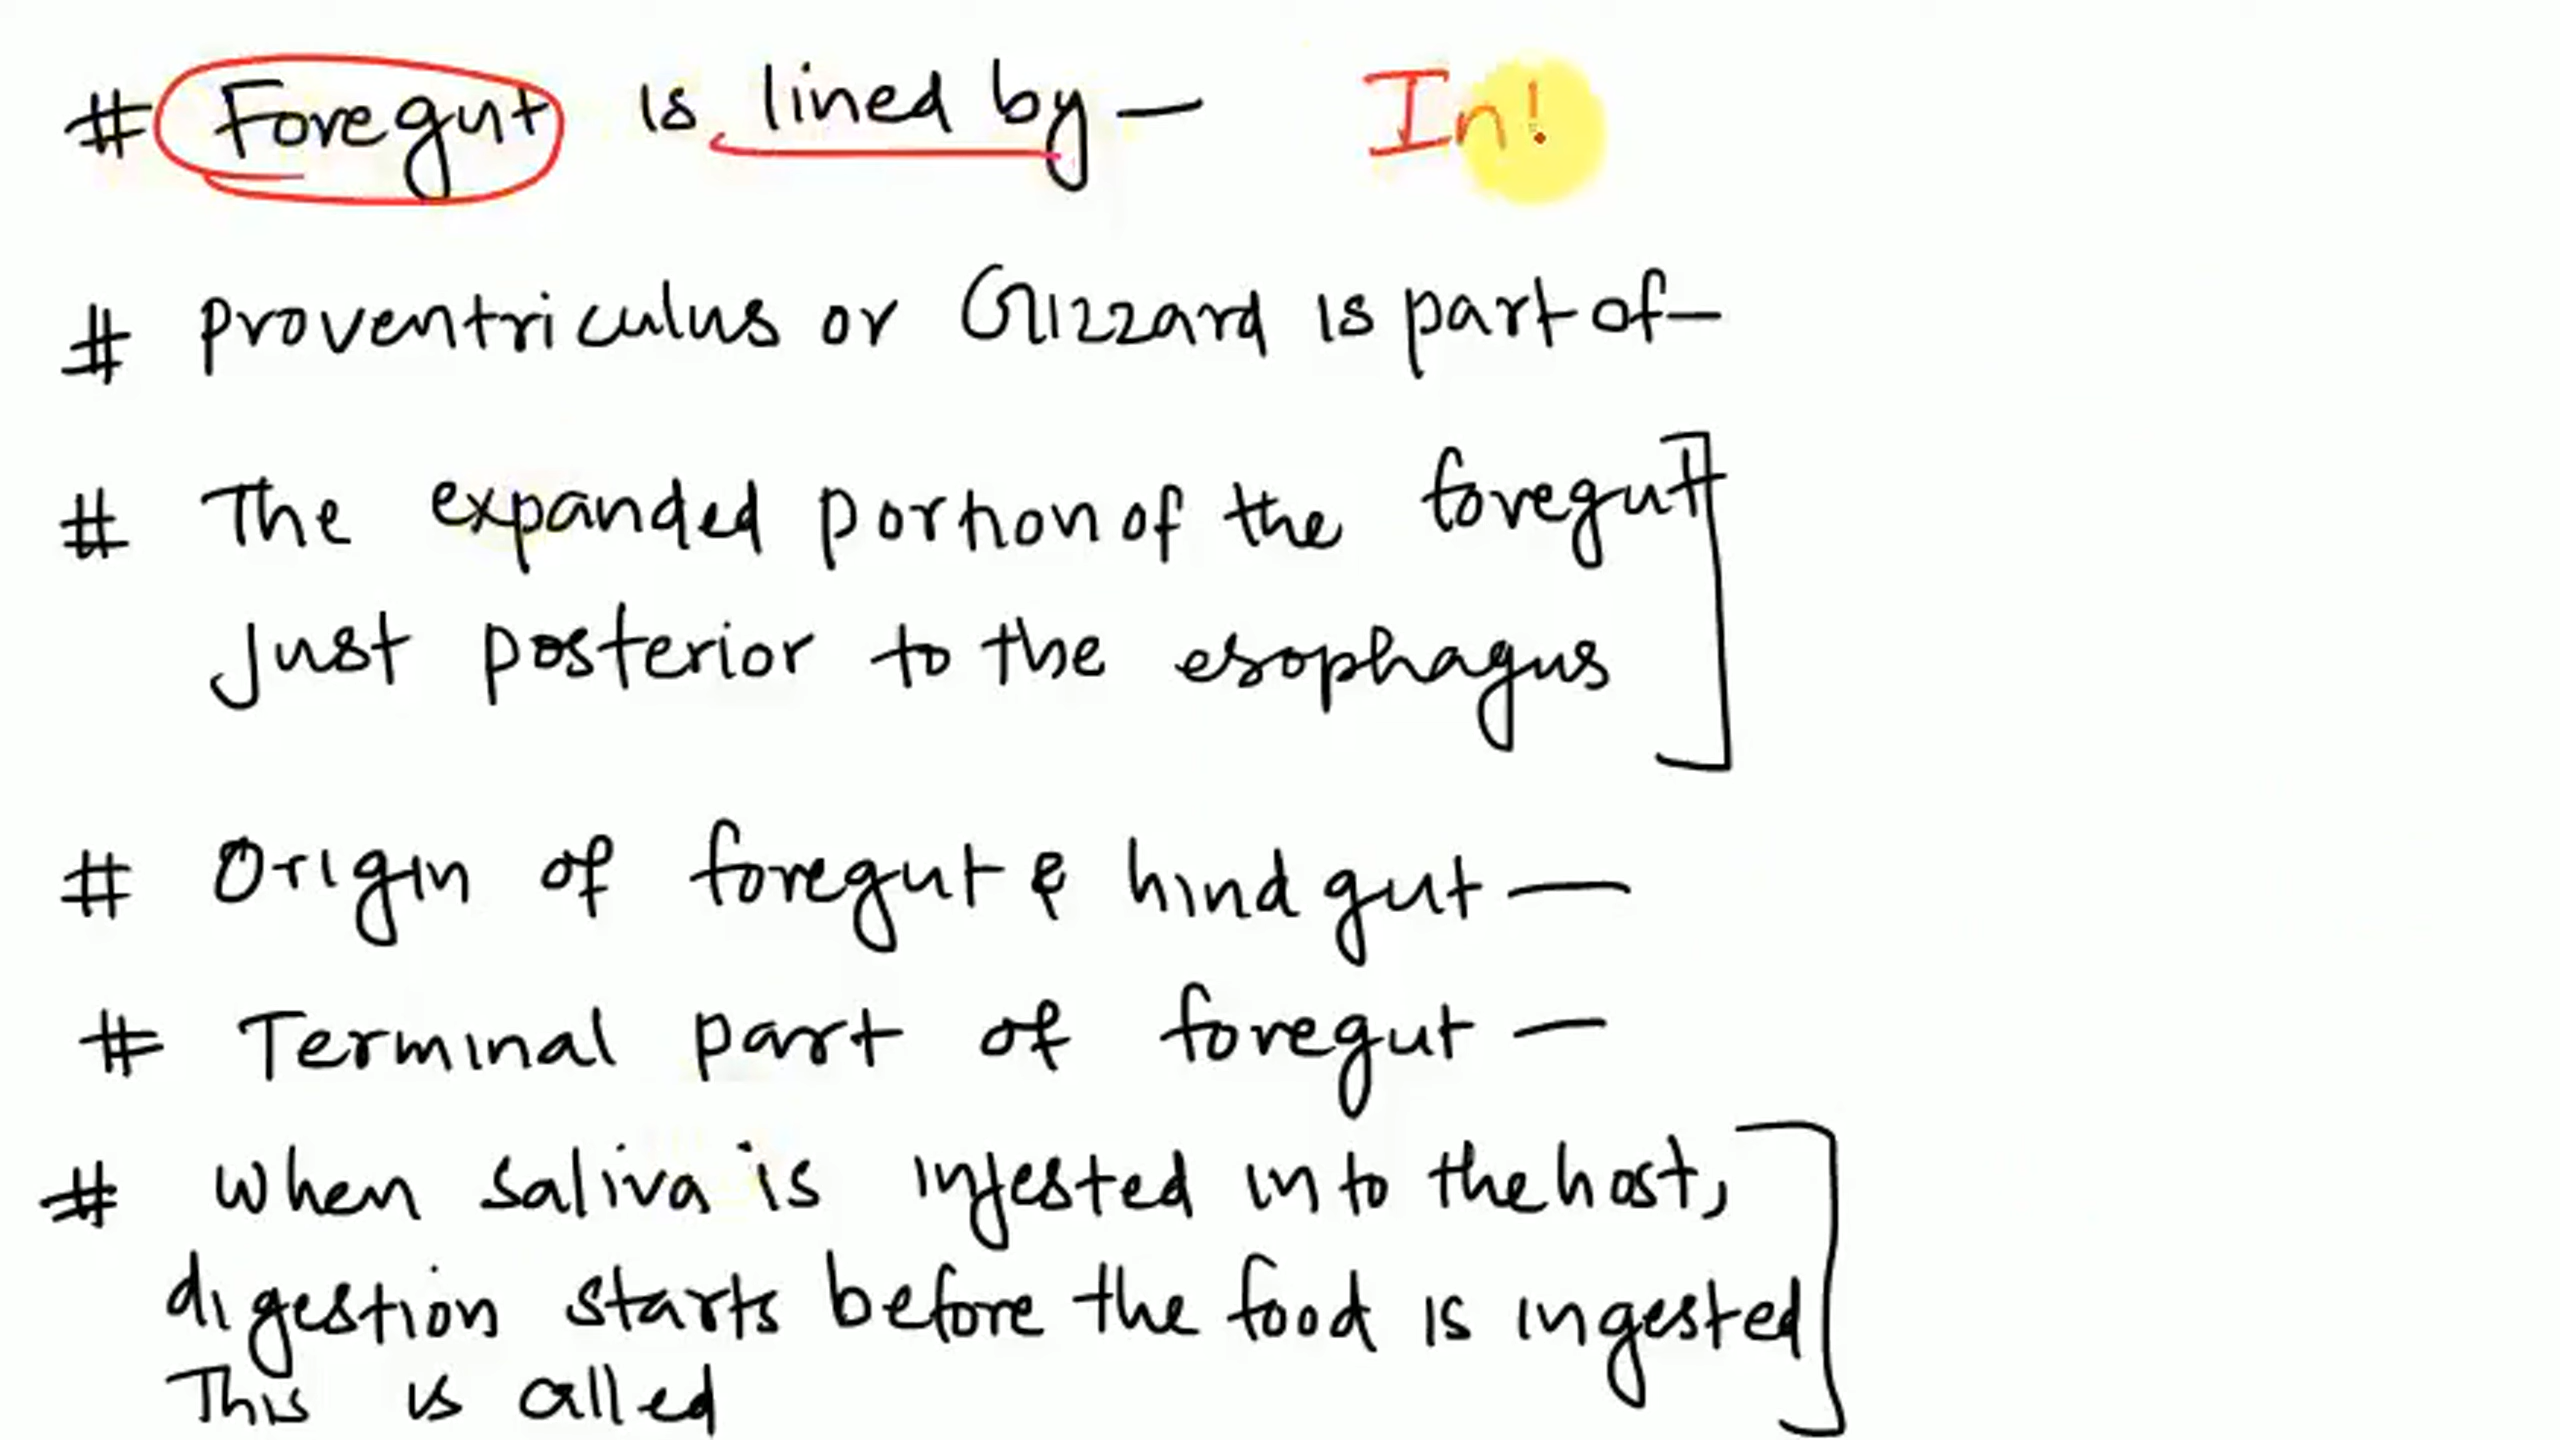 # Foregut is lined by — In!
# proventriculus or Gizzard is part of —
# The expanded portion of the foregut
just posterior to the esophagus
# Origin of foregut & hind gut —
# Terminal part of foregut —
# When saliva is injested into the host,
digestion starts before the food is ingested
This is called